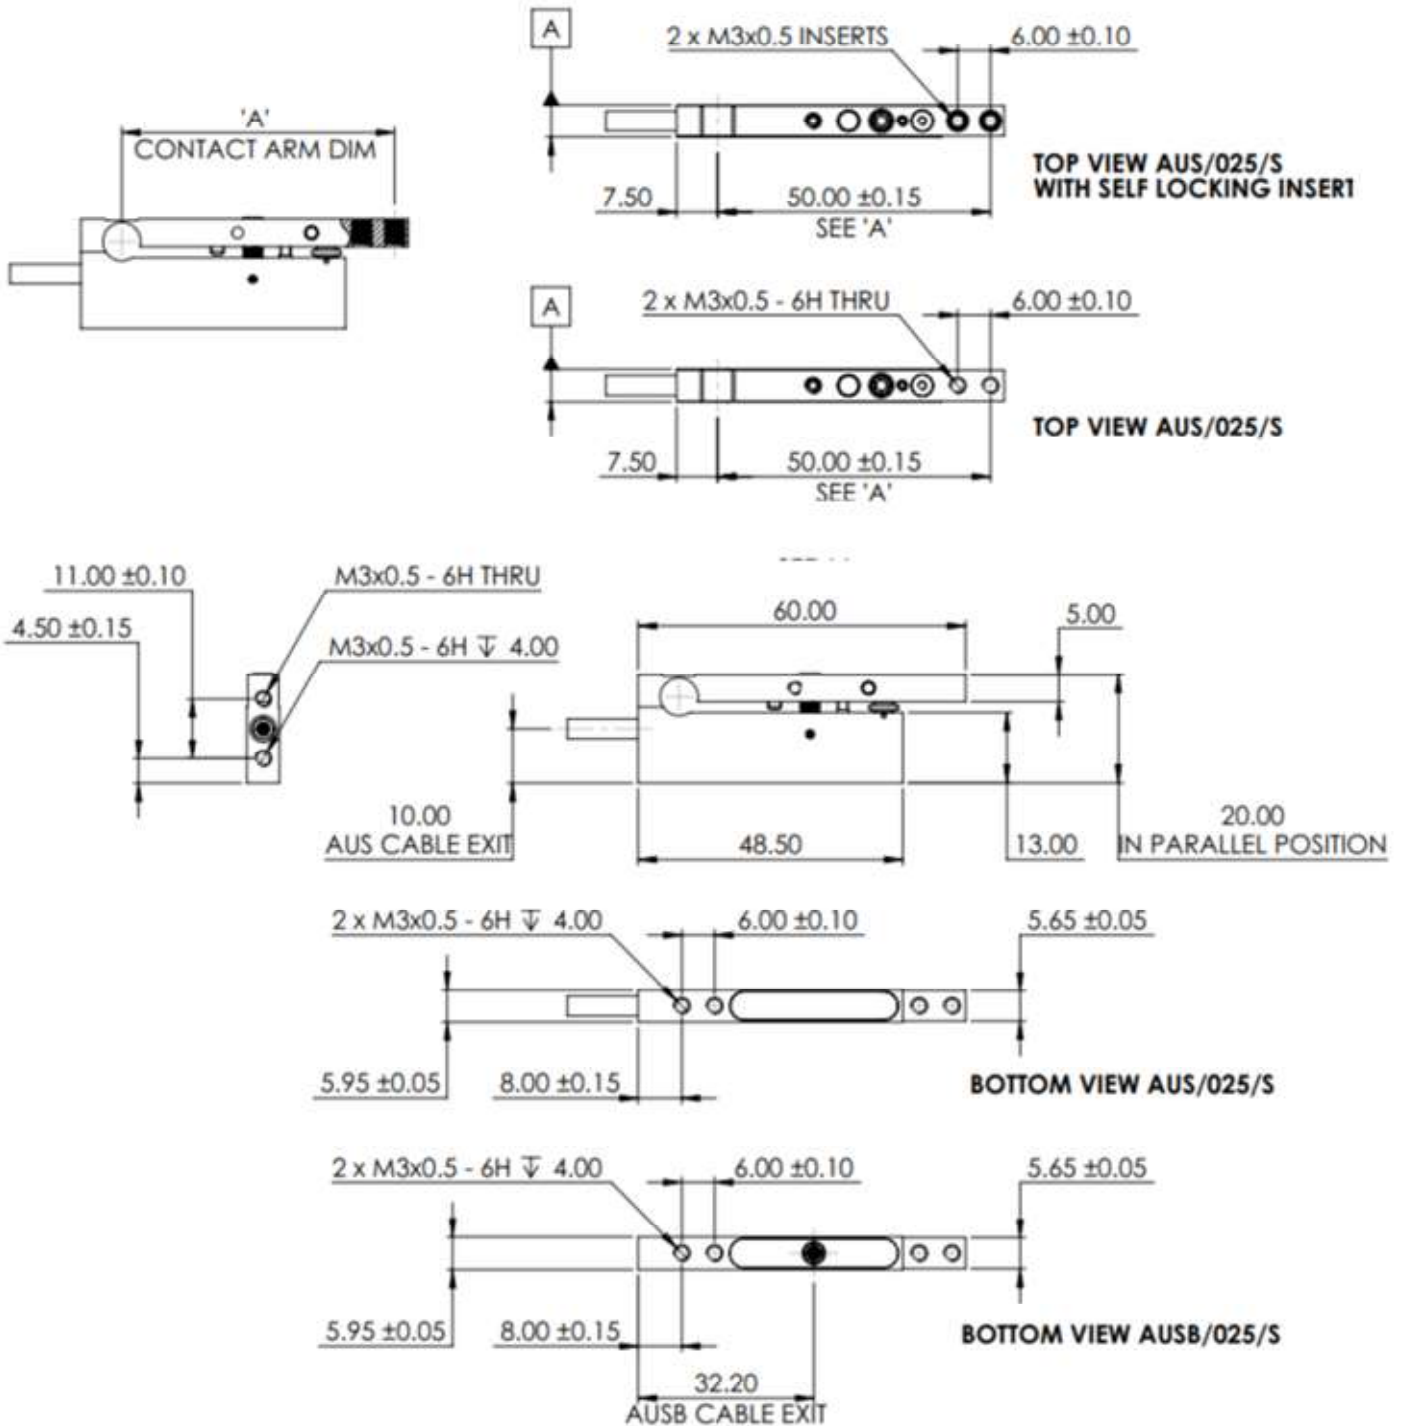 A
2 x M3x0.5 INSERTS
6.00 ±0.10
'A'
CONTACT ARM DIM
TOP VIEW AUS/025/S
WITH SELF LOCKING INSERT
7.50
50.00 ±0.15
SEE 'A'
A
2 x M3x0.5 - 6H THRU
6.00 ±0.10
TOP VIEW AUS/025/S
7.50
50.00 ±0.15
SEE 'A'
11.00 ±0.10
M3x0.5 - 6H THRU
4.50 ±0.15
M3x0.5 - 6H ↧ 4.00
60.00
5.00
10.00
AUS CABLE EXIT
48.50
13.00
20.00
IN PARALLEL POSITION
2 x M3x0.5 - 6H ↧ 4.00
6.00 ±0.10
5.65 ±0.05
5.95 ±0.05
8.00 ±0.15
BOTTOM VIEW AUS/025/S
2 x M3x0.5 - 6H ↧ 4.00
6.00 ±0.10
5.65 ±0.05
5.95 ±0.05
8.00 ±0.15
BOTTOM VIEW AUSB/025/S
32.20
AUSB CABLE EXIT